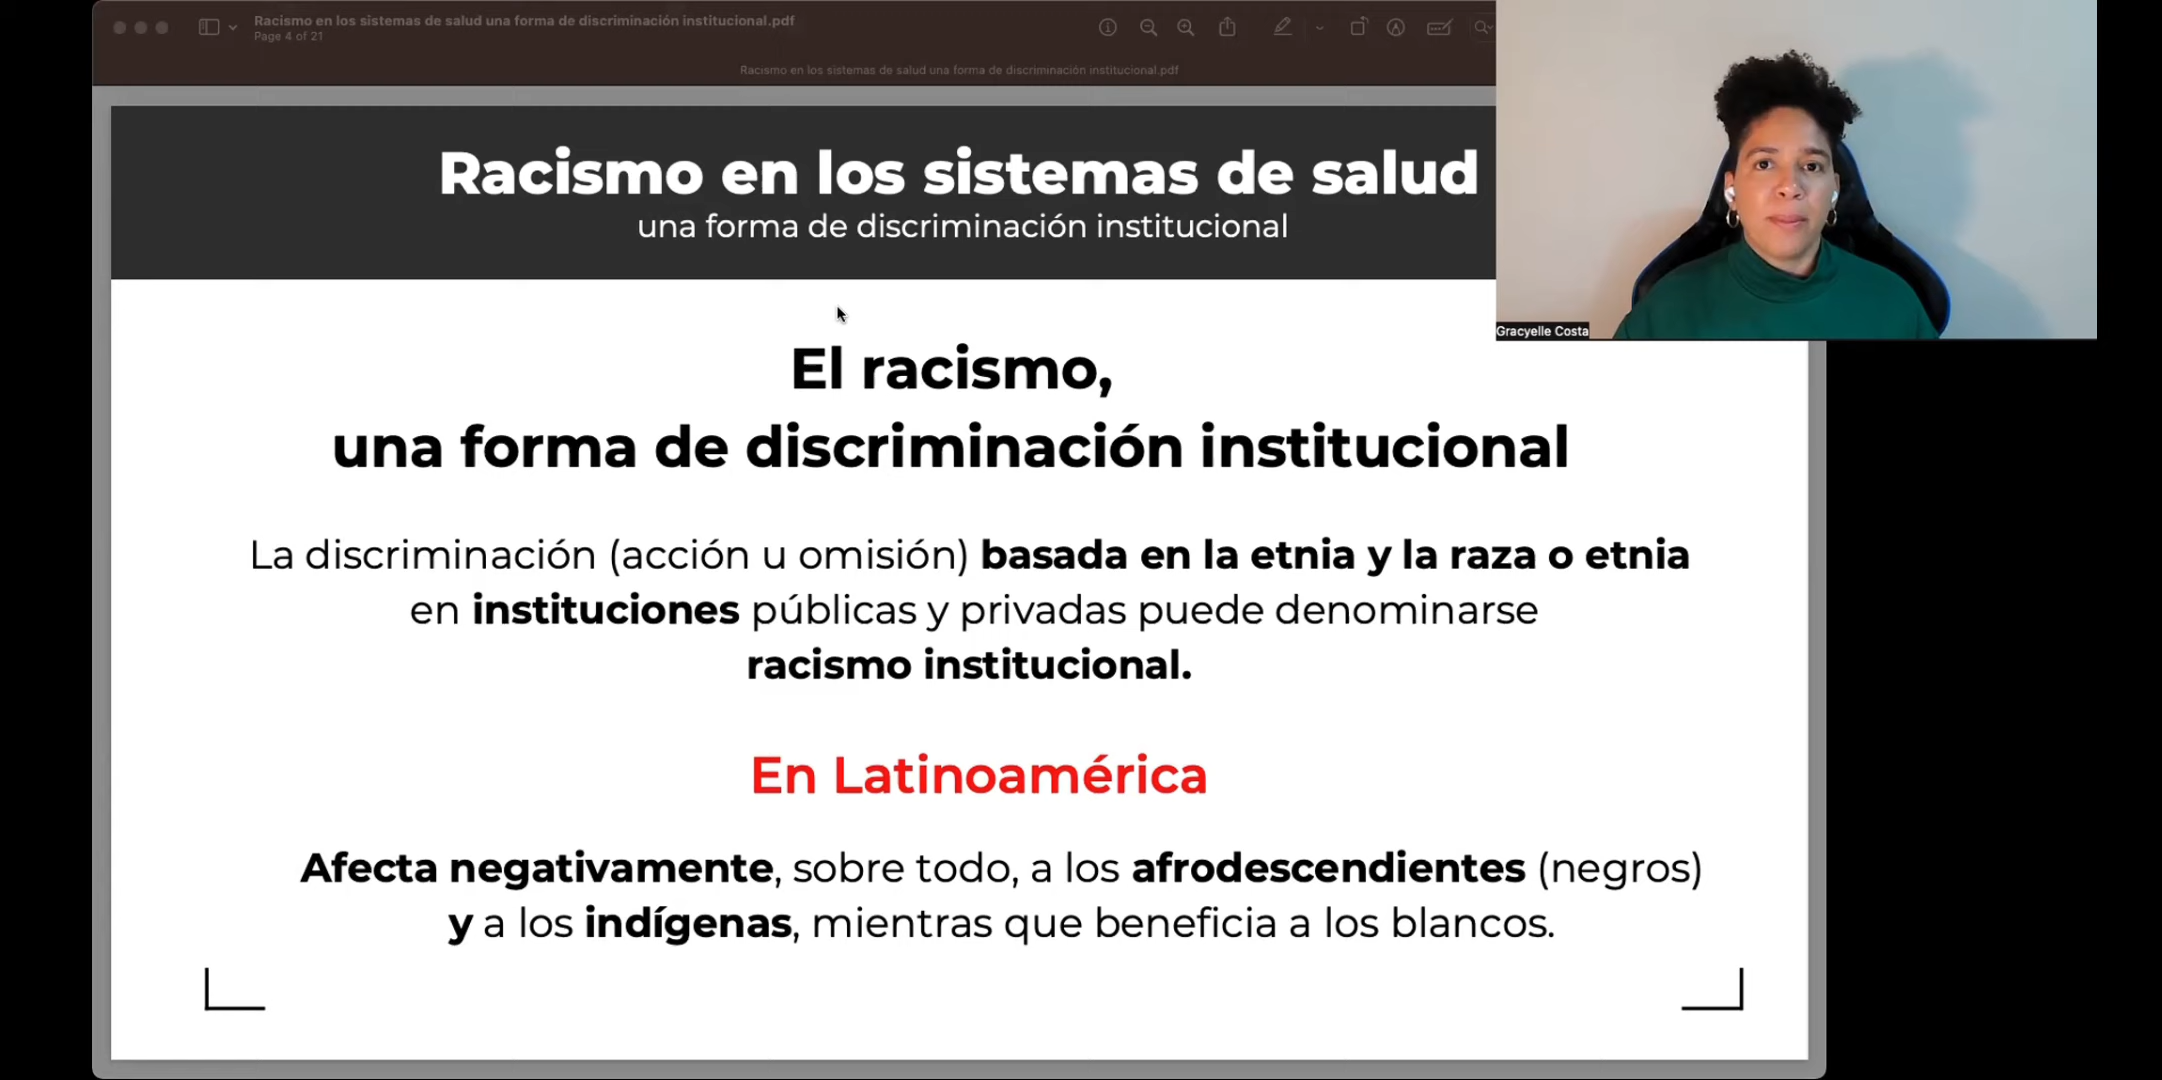 Racismo en los sistemas de salud una forma de discriminación institucional.pdf
Page 4 of 21
Racismo en los sistemas de salud una forma de discriminación institucional.pdf
Racismo en los sistemas de salud
una forma de discriminación institucional
Gracyelle Costa
El racismo,
una forma de discriminación institucional
La discriminación (acción u omisión) basada en la etnia y la raza o etnia
en instituciones públicas y privadas puede denominarse
racismo institucional.
En Latinoamérica
Afecta negativamente, sobre todo, a los afrodescendientes (negros)
y a los indígenas, mientras que beneficia a los blancos.